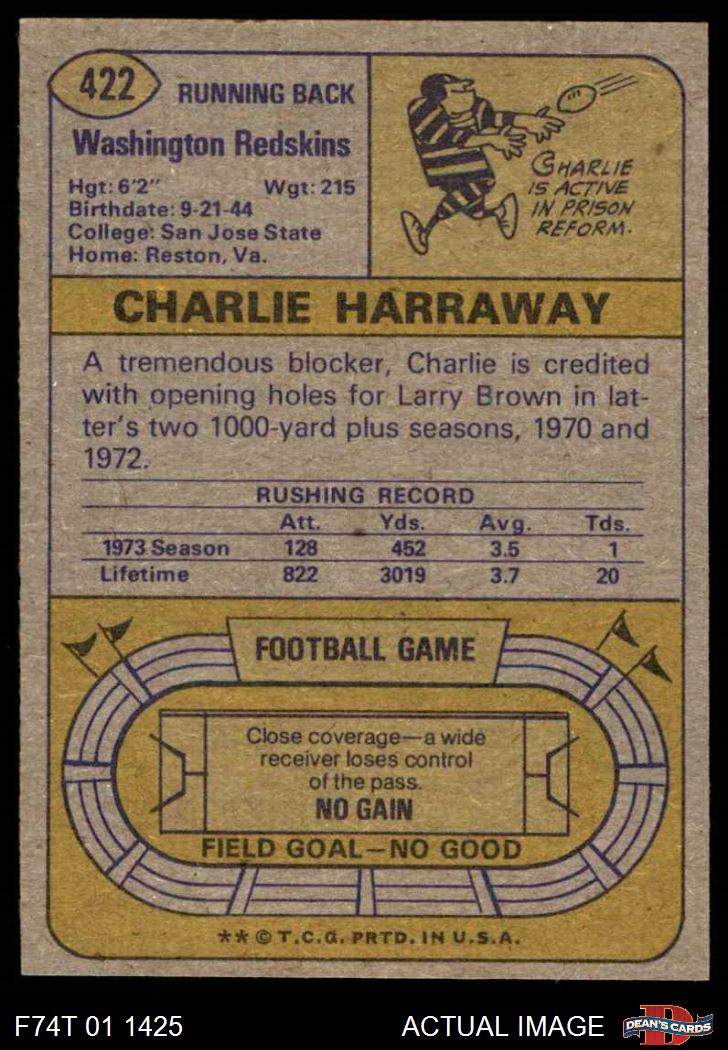 422
RUNNING BACK
Washington Redskins
Hgt: 6'2" Wgt: 215
Birthdate: 9-21-44
College: San Jose State
Home: Reston, Va.
CHARLIE
IS ACTIVE
IN PRISON
REFORM.
CHARLIE HARRAWAY
A tremendous blocker, Charlie is credited
with opening holes for Larry Brown in lat-
ter's two 1000-yard plus seasons, 1970 and
1972.
RUSHING RECORD
Att. Yds. Avg. Tds.
1973 Season 128 452 3.5 1
Lifetime 822 3019 3.7 20
FOOTBALL GAME
Close coverage—a wide
receiver loses control
of the pass.
NO GAIN
FIELD GOAL—NO GOOD
** © T.C.G. PRTD. IN U.S.A.
F74T 01 1425 ACTUAL IMAGE
D
DEAN'S CARDS